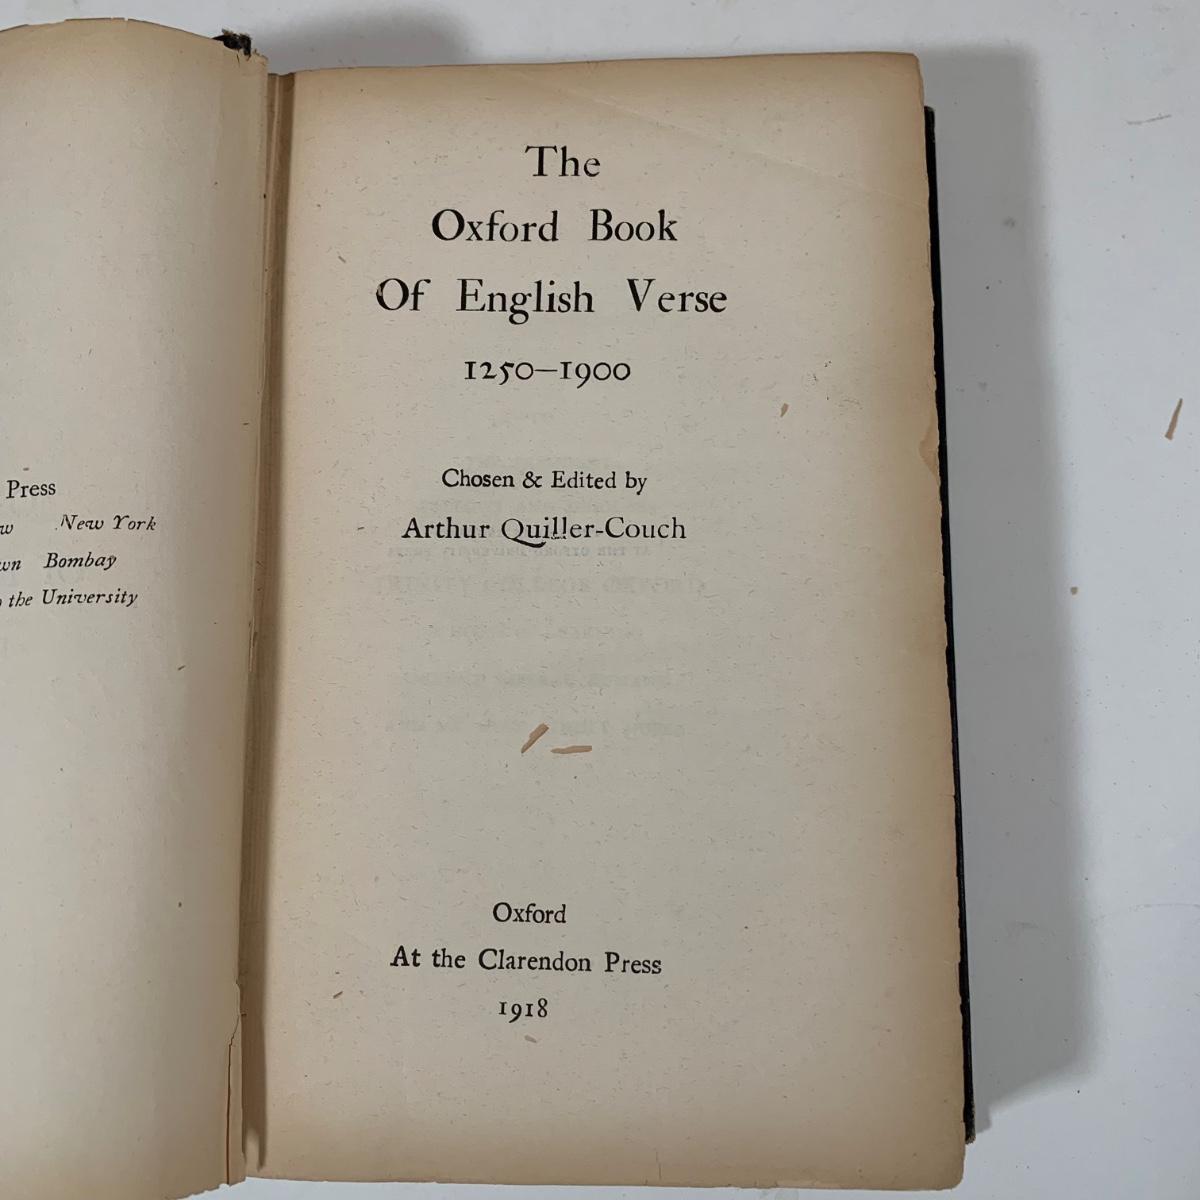 Press
New York
Bombay
the University
The
Oxford Book
Of English Verse
1250—1900
Chosen & Edited by
Arthur Quiller-Couch
Oxford
At the Clarendon Press
1918